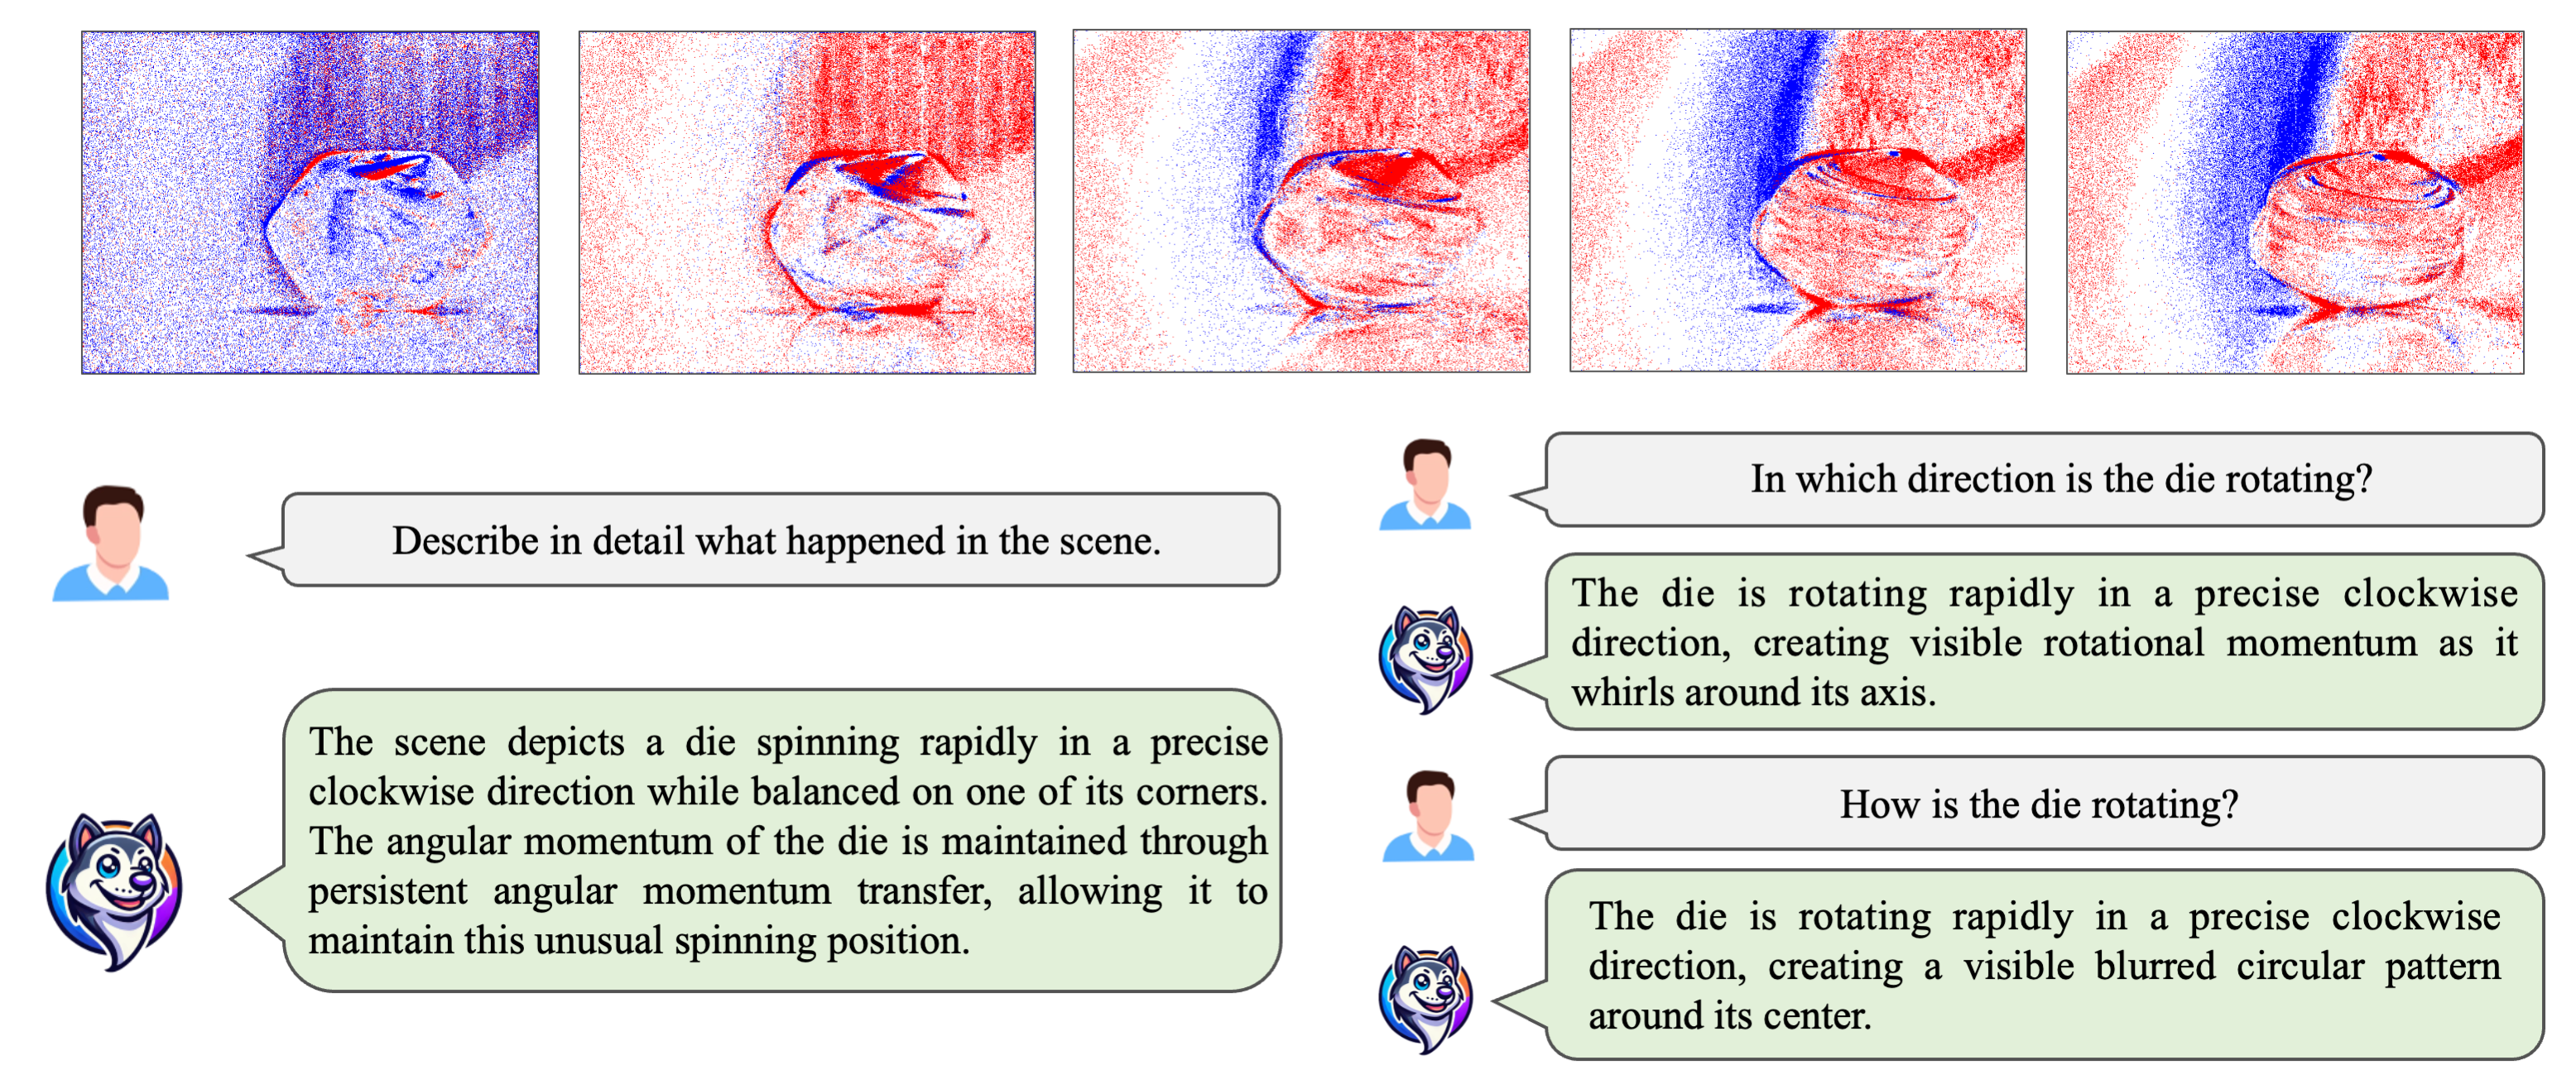 Describe in detail what happened in the scene.
The scene depicts a die spinning rapidly in a precise
clockwise direction while balanced on one of its corners.
The angular momentum of the die is maintained through
persistent angular momentum transfer, allowing it to
maintain this unusual spinning position.
In which direction is the die rotating?
The die is rotating rapidly in a precise clockwise
direction, creating visible rotational momentum as it
whirls around its axis.
How is the die rotating?
The die is rotating rapidly in a precise clockwise
direction, creating a visible blurred circular pattern
around its center.